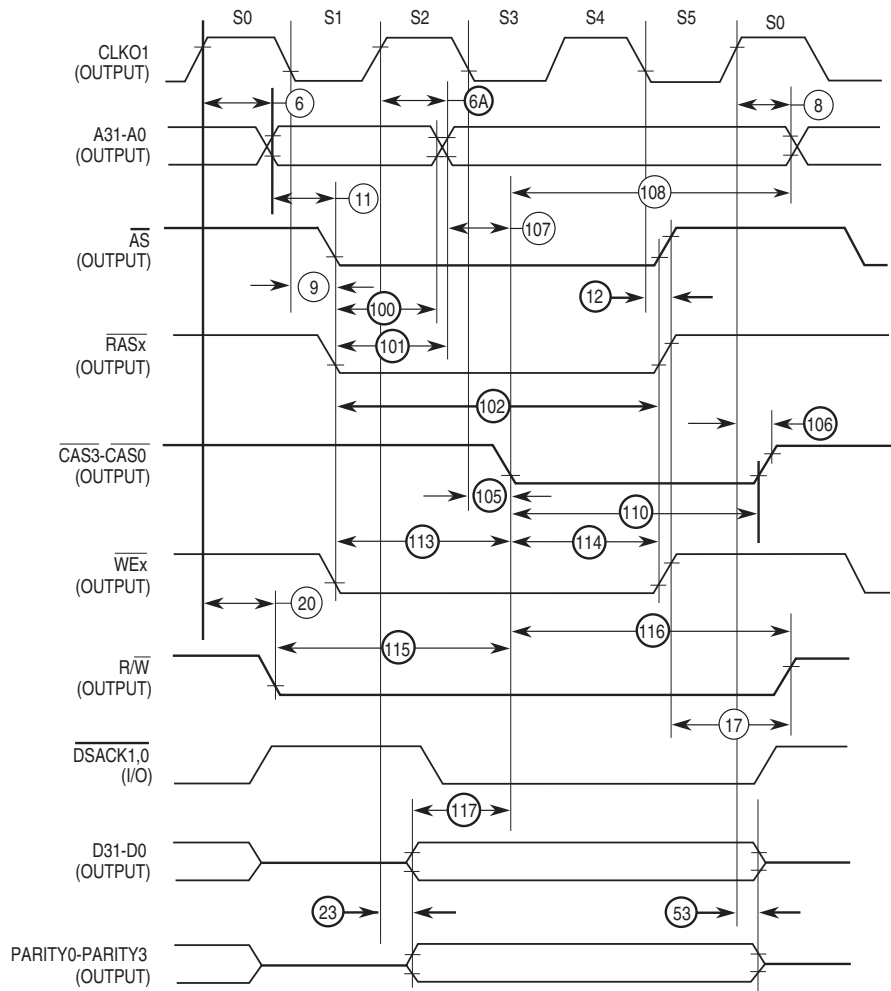 S0 S1 S2 S3 S4 S5 S0
CLKO1
(OUTPUT)
6 6A 8
A31-A0
(OUTPUT)
11 108
107
AS
(OUTPUT)
9 12
100
101
RASx
(OUTPUT)
102
106
CAS3-CAS0
(OUTPUT)
105
110
113 114
WEx
(OUTPUT)
20
116
115
R/W
(OUTPUT)
17
DSACK1,0
(I/O)
117
D31-D0
(OUTPUT)
23 53
PARITY0-PARITY3
(OUTPUT)